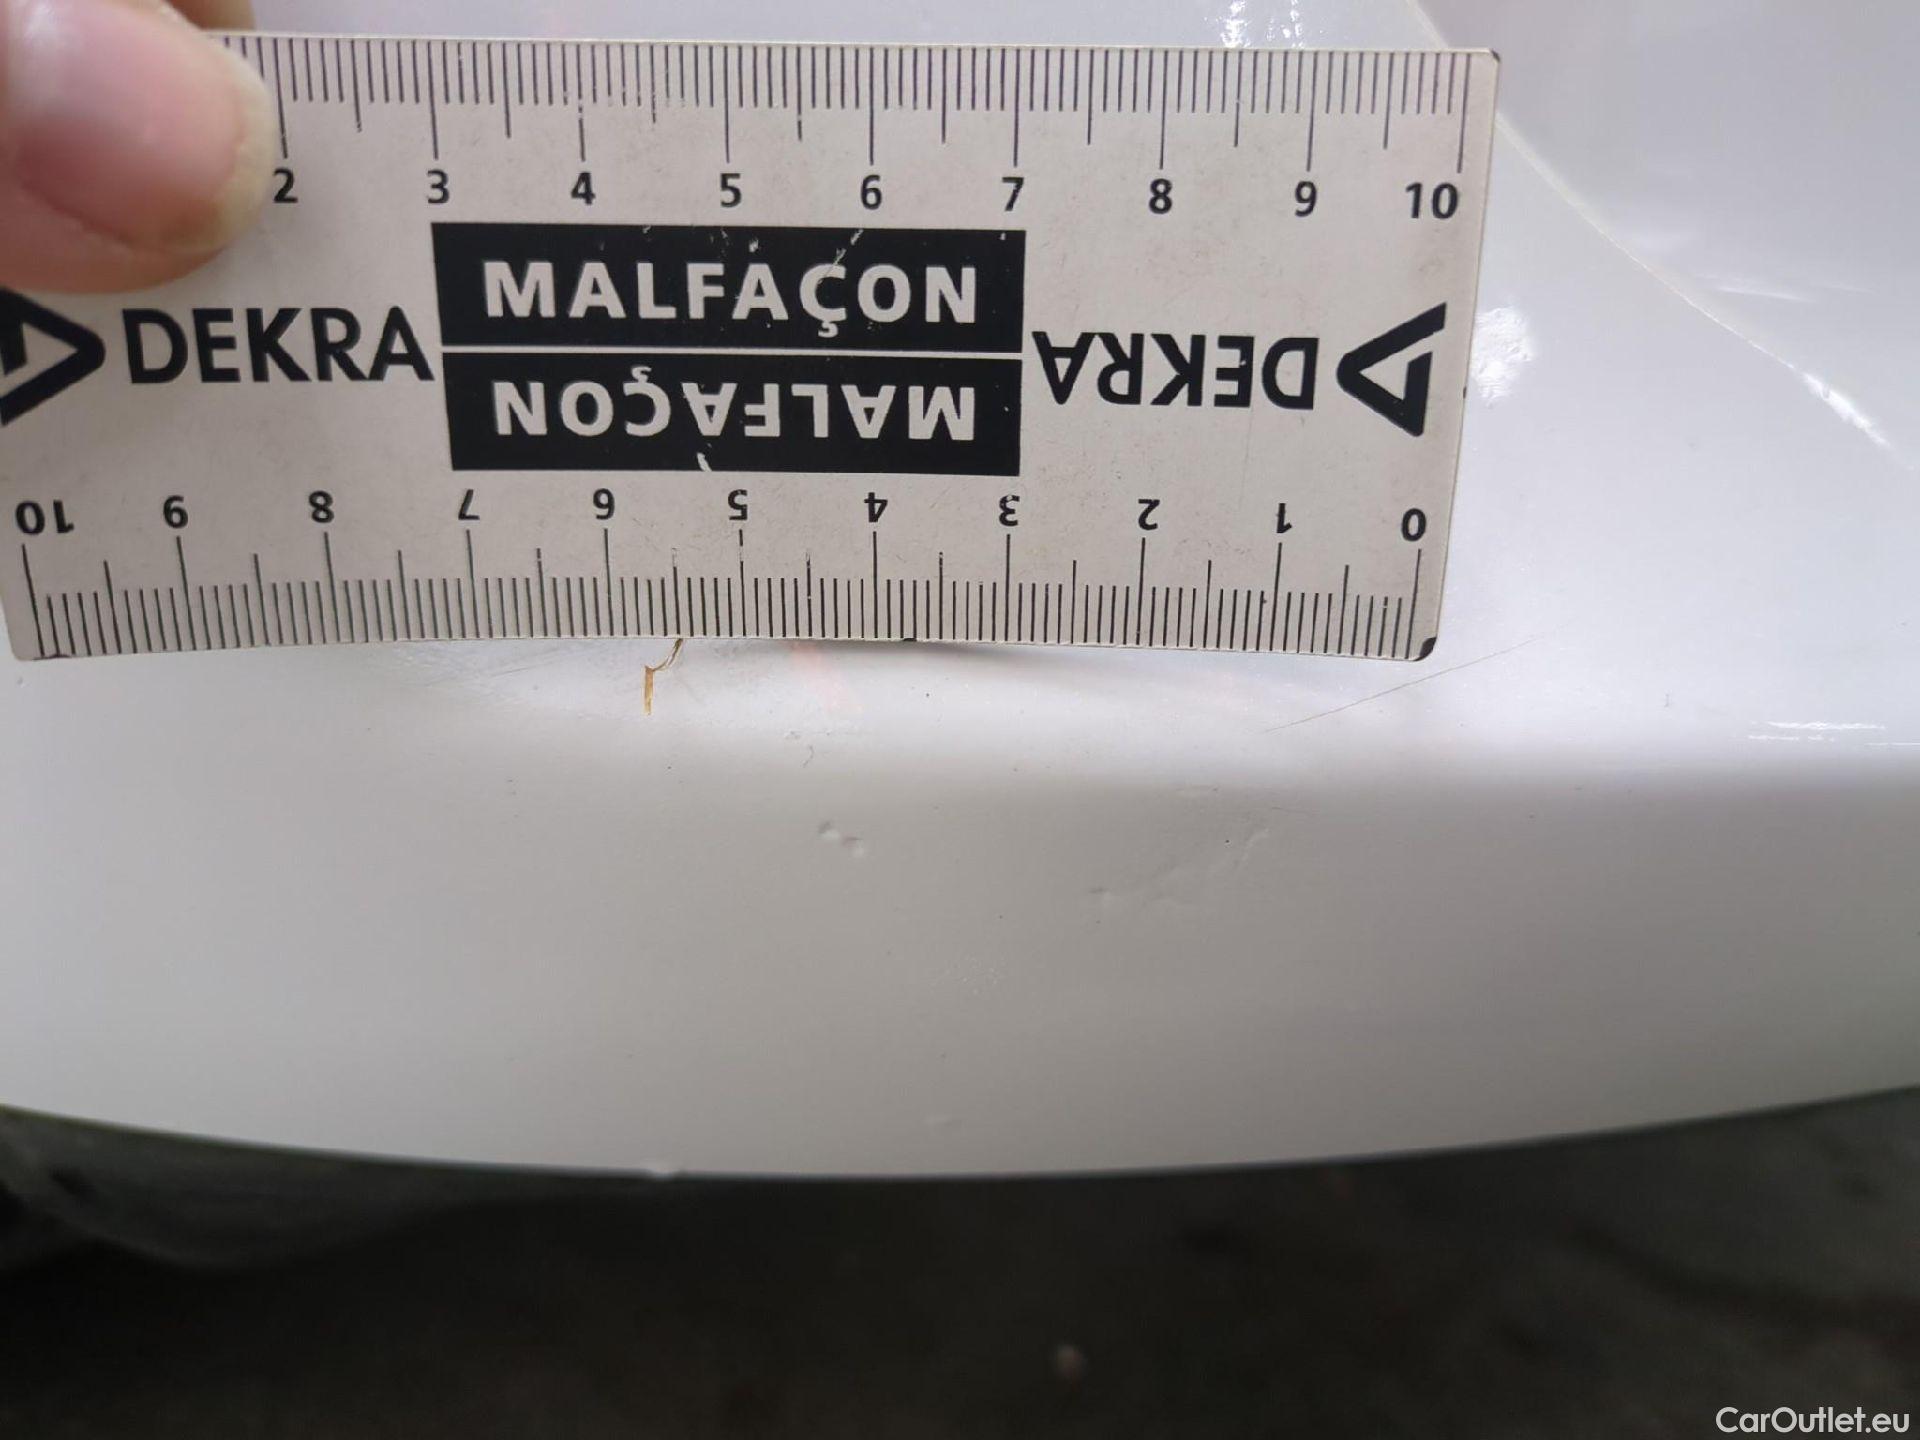 2 3 4 5 6 7 8 9 10
MALFAÇON
DEKRA
DEKRA
MALFAÇON
10 9 8 7 6 5 4 3 2 1 0
CarOutlet.eu